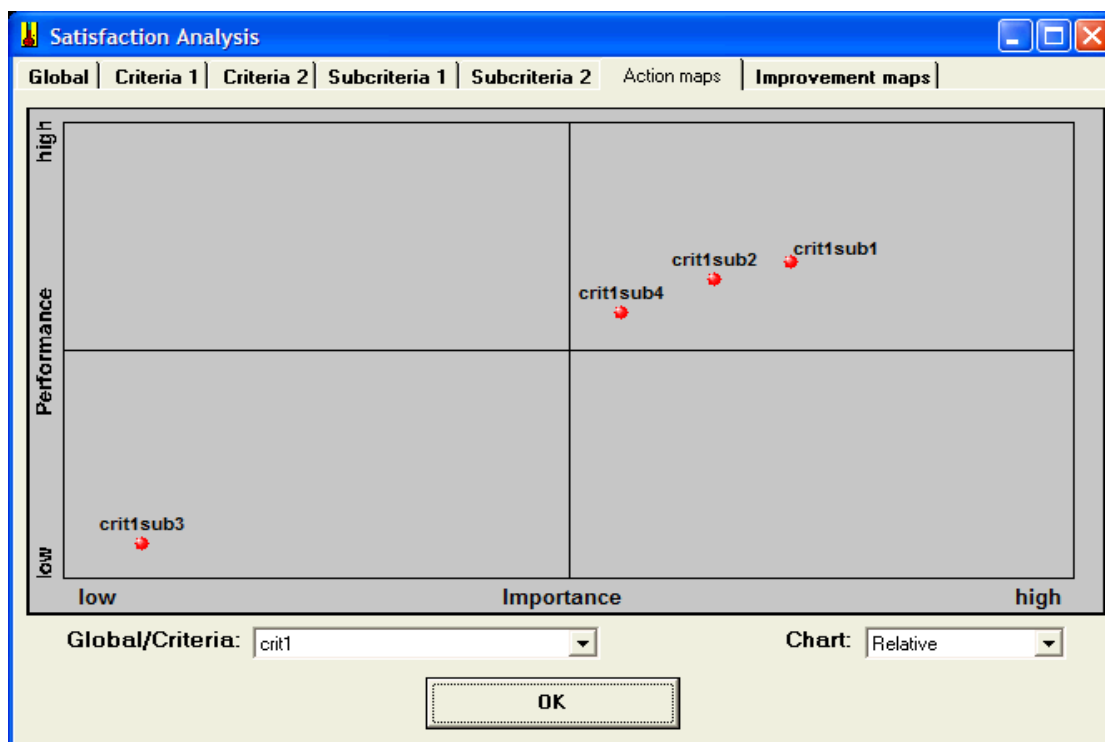 Satisfaction Analysis
Global Criteria 1 Criteria 2 Subcriteria 1 Subcriteria 2 Action maps Improvement maps
high
Performance
low
crit1sub1
crit1sub2
crit1sub4
crit1sub3
low Importance high
Global/Criteria: crit1 Chart: Relative
OK